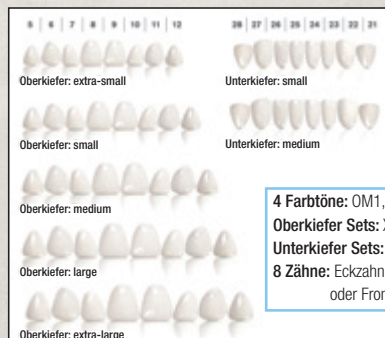 5 | 6 | 7 | 8 | 9 | 10 | 11 | 12
28 | 27 | 26 | 25 | 24 | 23 | 22 | 21
Oberkiefer: extra-small
Unterkiefer: small
Oberkiefer: small
Unterkiefer: medium
Oberkiefer: medium
Oberkiefer: large
Oberkiefer: extra-large
4 Farbtöne: OM1,
Oberkiefer Sets:
Unterkiefer Sets:
8 Zähne: Eckzahn
oder Fron